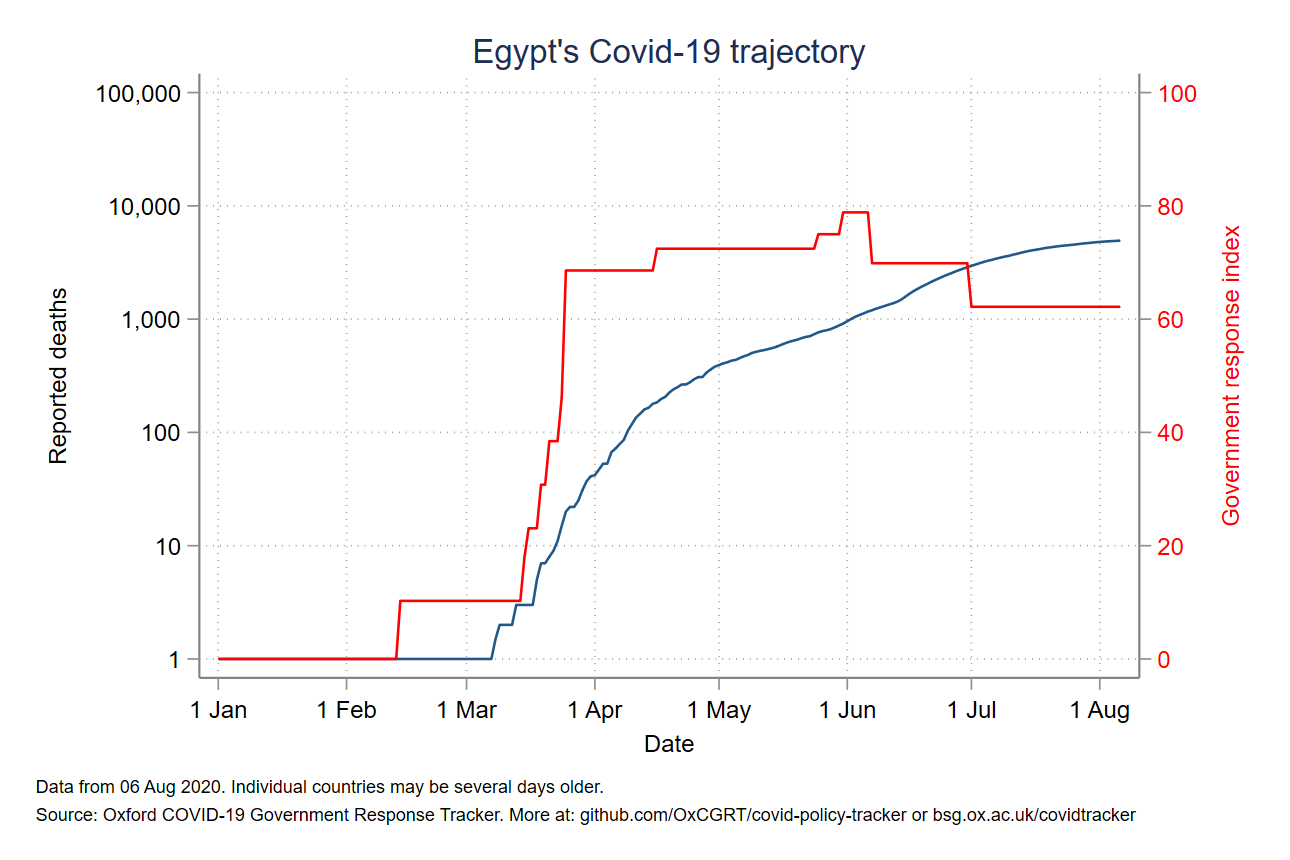 Egypt's Covid-19 trajectory
100,000
10,000
1,000
100
10
1
Reported deaths
100
80
60
40
20
0
Government response index
1 Jan 1 Feb 1 Mar 1 Apr 1 May 1 Jun 1 Jul 1 Aug
Date
Data from 06 Aug 2020. Individual countries may be several days older.
Source: Oxford COVID-19 Government Response Tracker. More at: github.com/OxCGRT/covid-policy-tracker or bsg.ox.ac.uk/covidtracker